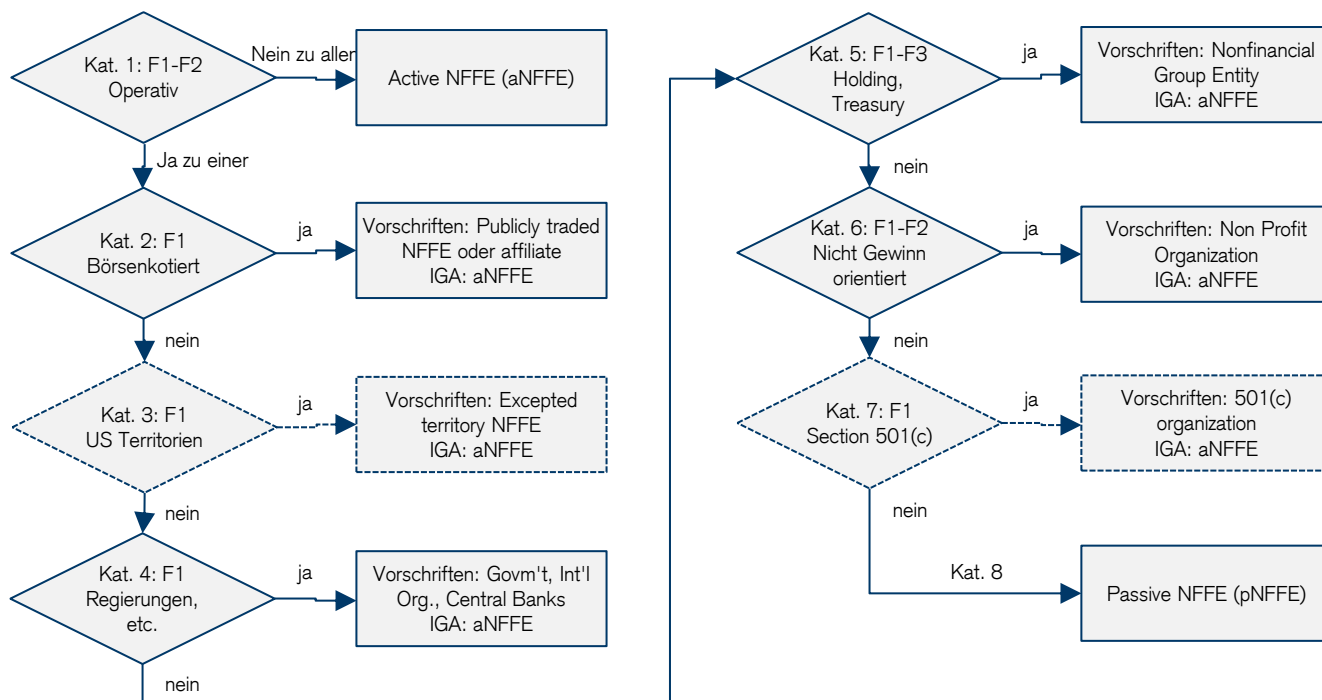 Kat. 1: F1-F2
Operativ
Nein zu aller
Active NFFE (aNFFE)
Ja zu einer
Kat. 2: F1
Börsenkotiert
ja
Vorschriften: Publicly traded
NFFE oder affiliate
IGA: aNFFE
nein
Kat. 3: F1
US Territorien
ja
Vorschriften: Excepted
territory NFFE
IGA: aNFFE
nein
Kat. 4: F1
Regierungen,
etc.
ja
Vorschriften: Govm't, Int'l
Org., Central Banks
IGA: aNFFE
nein
Kat. 5: F1-F3
Holding,
Treasury
ja
Vorschriften: Nonfinancial
Group Entity
IGA: aNFFE
nein
Kat. 6: F1-F2
Nicht Gewinn
orientiert
ja
Vorschriften: Non Profit
Organization
IGA: aNFFE
nein
Kat. 7: F1
Section 501(c)
ja
Vorschriften: 501(c)
organization
IGA: aNFFE
nein
Kat. 8
Passive NFFE (pNFFE)